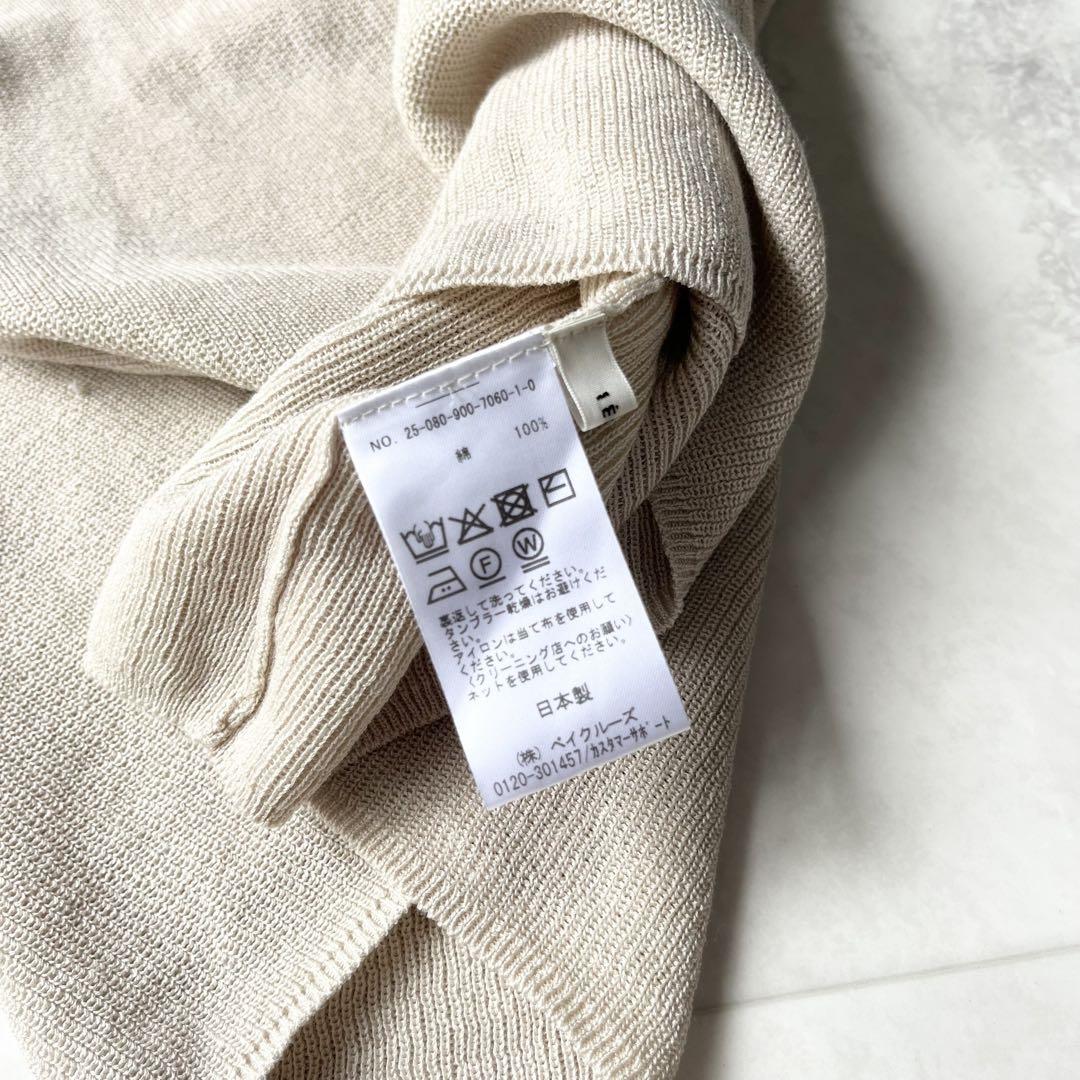 NO. 25-080-900-7060-1-0
綿 100%
F
W
裏返して洗ってください。
タンブラー乾燥はお避けくだ
さい。
アイロンは当て布を使用して
ください。
〈クリーニング店へのお願い〉
ネットを使用してください。
日本製
(株) ベイクルーズ
0120-301457/カスタマーサポート